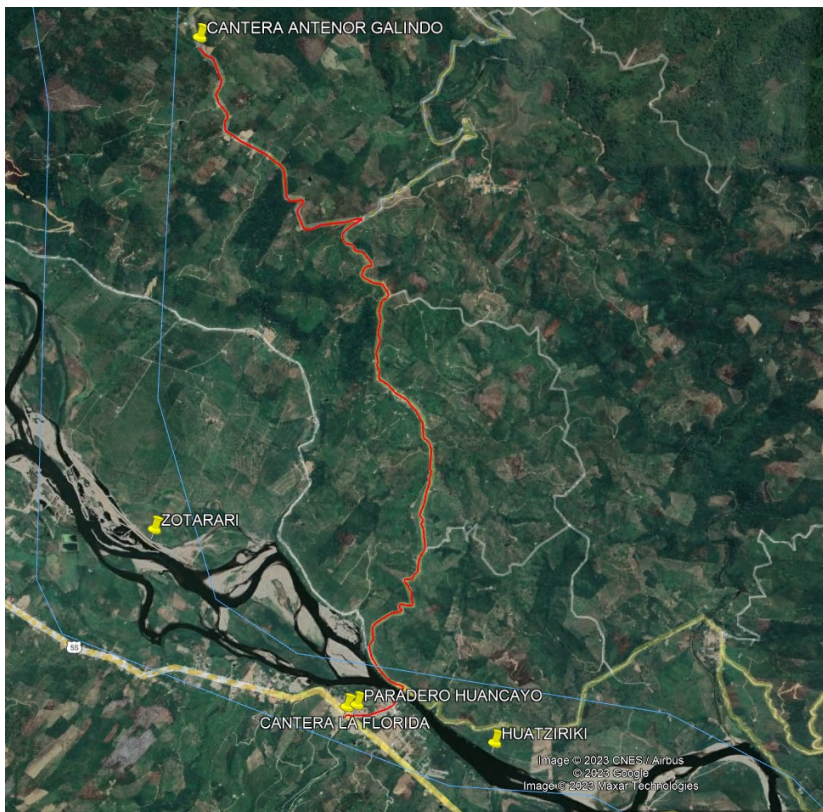 CANTERA ANTENOR GALINDO
ZOTARARI
5S
PARADERO HUANCAYO
CANTERA LA FLORIDA
HUATZIRIKI
Image © 2023 CNES / Airbus
© 2023 Google
Image © 2023 Maxar Technologies